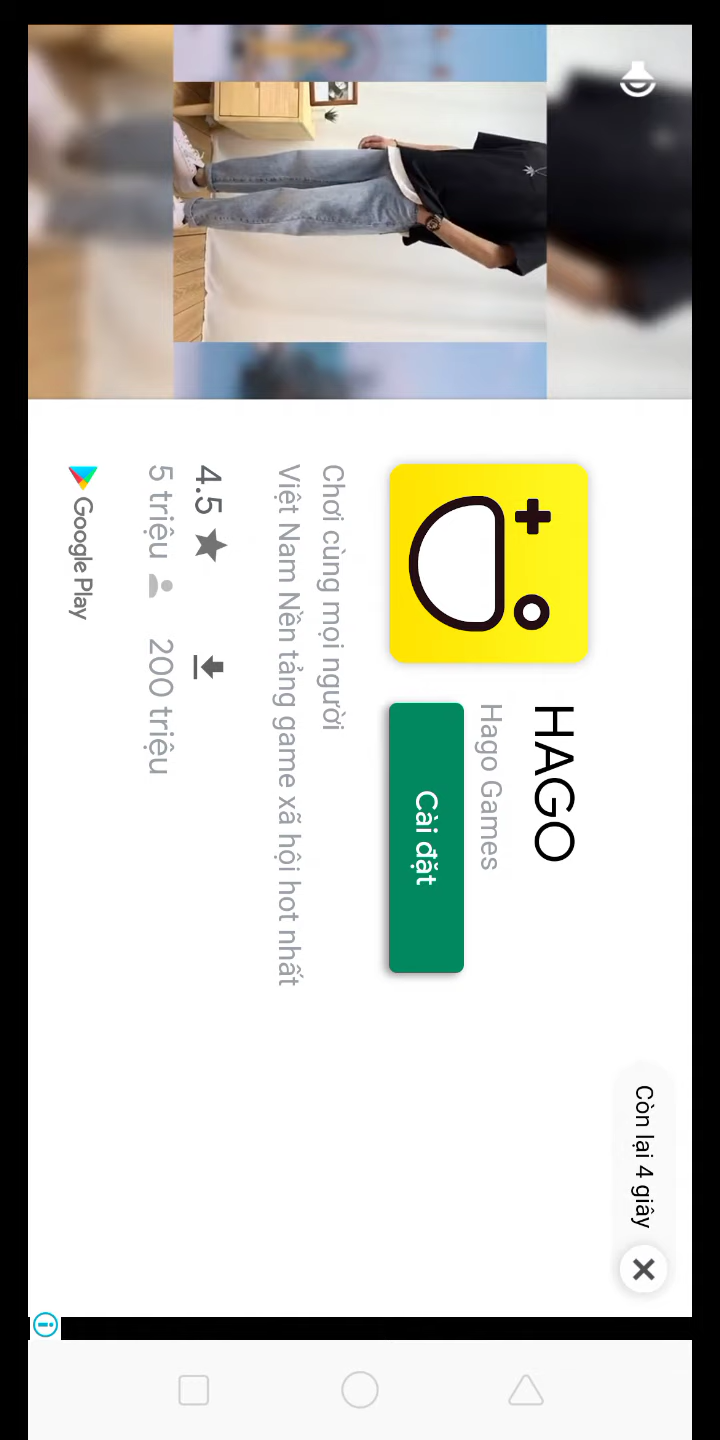 Còn lại 4 giây
HAGO
Hago Games
Cài đặt
Chơi cùng mọi người
Việt Nam Nền tảng game xã hội hot nhất
4.5
5 triệu
200 triệu
Google Play